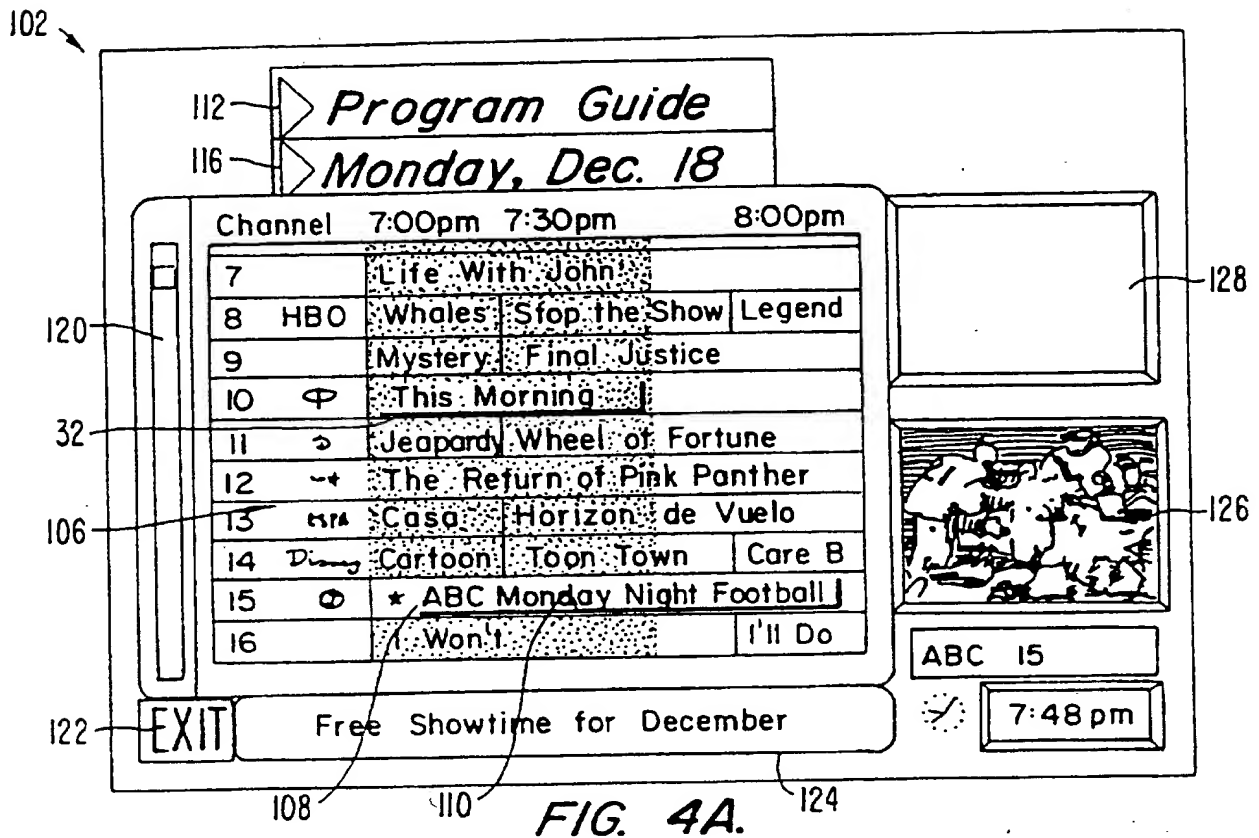 102
112 Program Guide
116 Monday, Dec. 18
Channel 7:00pm 7:30pm 8:00pm
7 Life With John
8 HBO Whales Stop the Show Legend
9 Mystery Final Justice
10 This Morning
11 Jeapardy Wheel of Fortune
12 The Return of Pink Panther
13 Casa Horizon de Vuelo
14 Disney Cartoon Toon Town Care B
15 * ABC Monday Night Football
16 I Won't I'll Do
120
32
106
128
126
ABC 15
7:48 pm
122 EXIT Free Showtime for December
108 110 124
FIG. 4A.